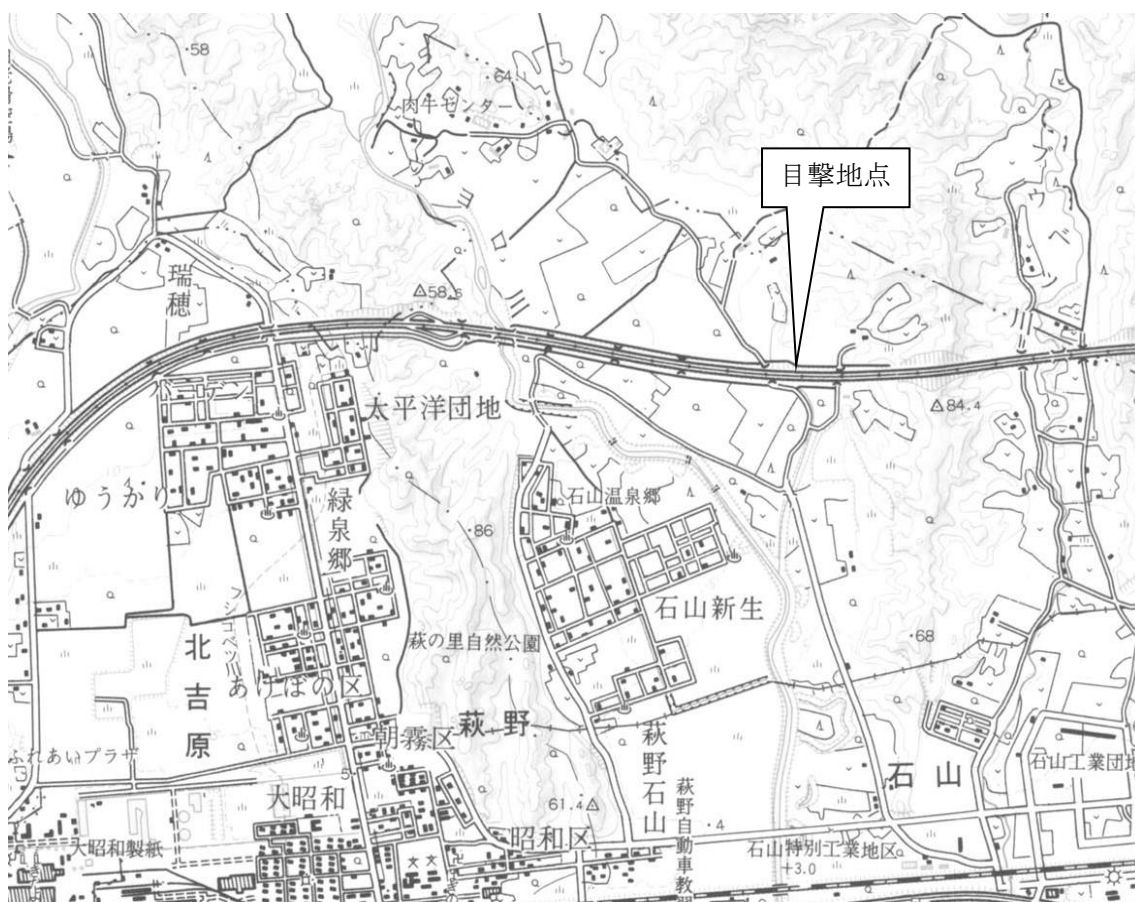 ・58
・64
肉牛センター
目撃地点
瑞穂
△58.6
太平洋団地
△84.4
ゆうかり
緑泉郷
石山温泉郷
・86
石山新生
北吉原
萩の里自然公園
・68
フシコベツ川
あけぼの区
朝霧区
萩野
ふれあいプラザ
萩野石山
石山
石山工業団地
大昭和
61.4△
萩野自動車教習
昭和区
・4
大昭和製紙
石山特別工業地区
+3.0